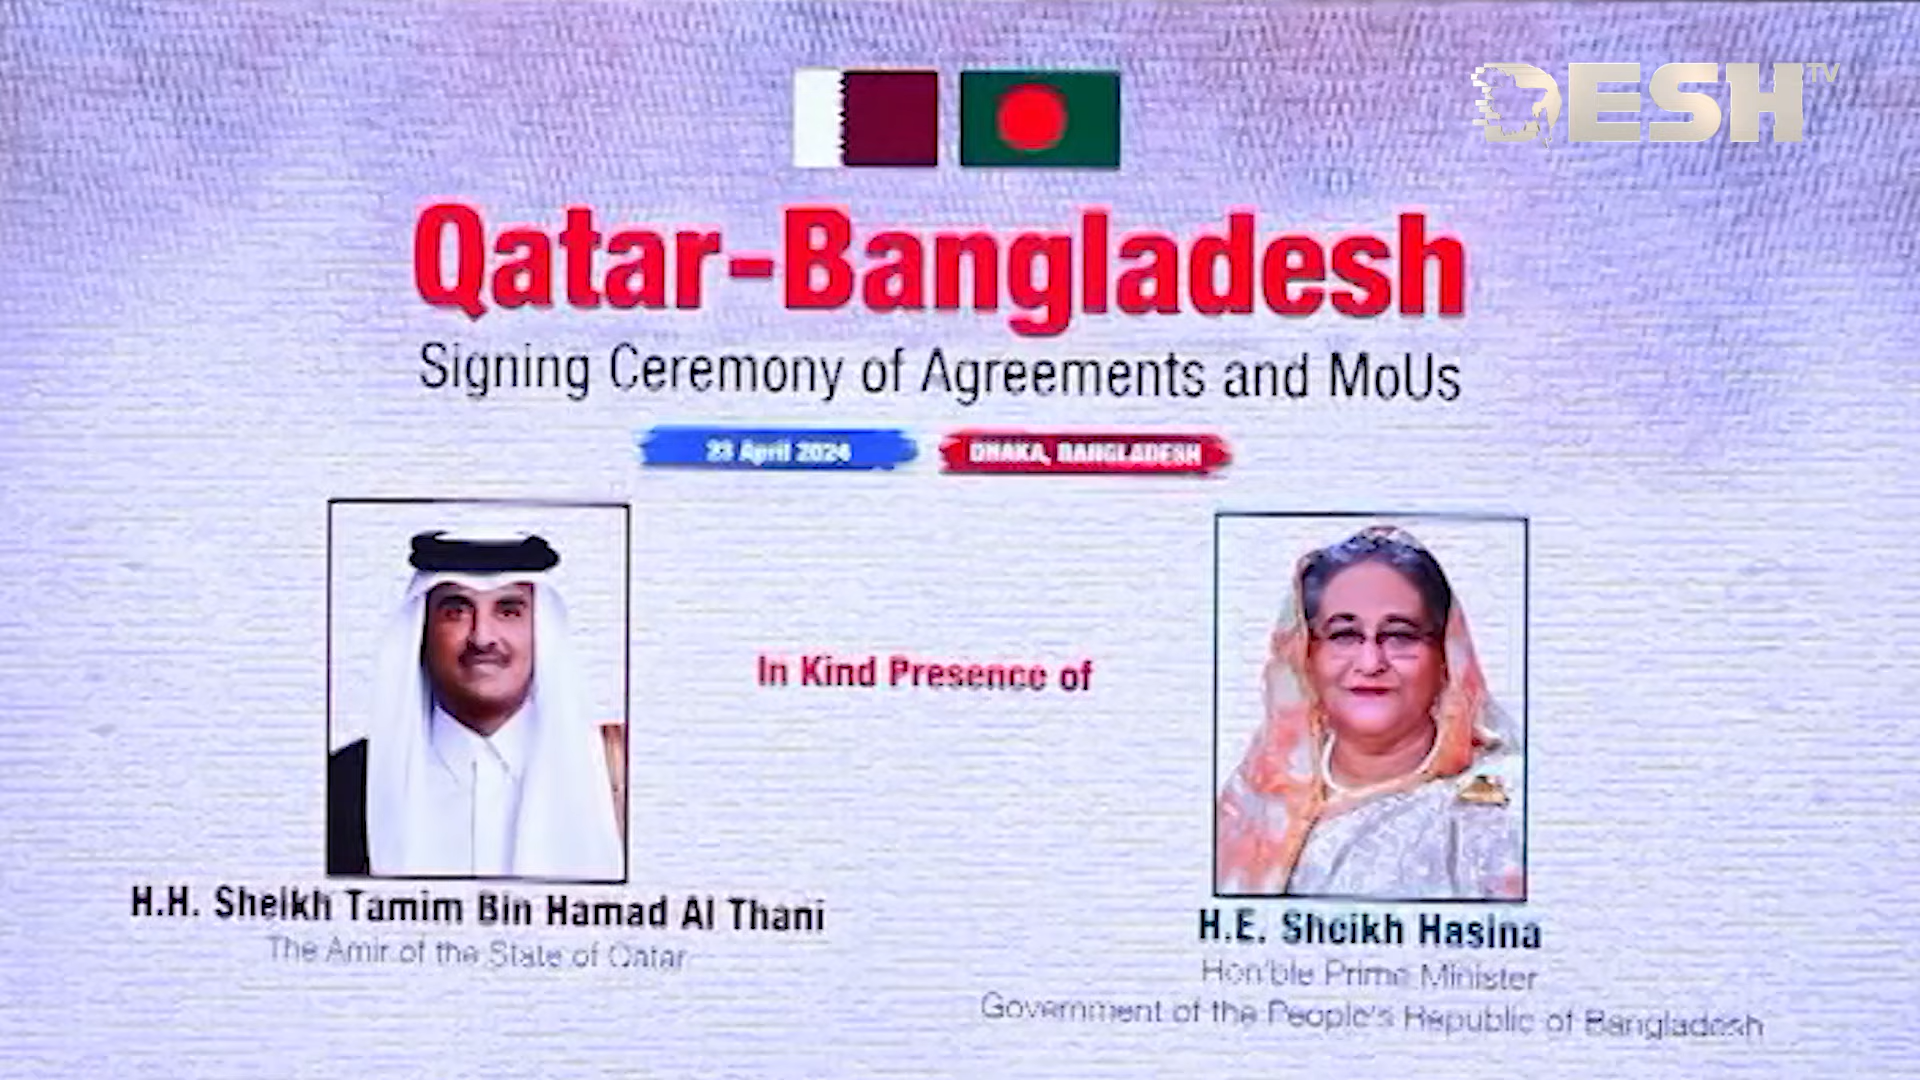 DESH TV
Qatar-Bangladesh
Signing Ceremony of Agreements and MoUs
23 April 2024
DHAKA, BANGLADESH
In Kind Presence of
H.H. Sheikh Tamim Bin Hamad Al Thani
The Amir of the State of Qatar
H.E. Sheikh Hasina
Hon'ble Prime Minister
Government of the People's Republic of Bangladesh